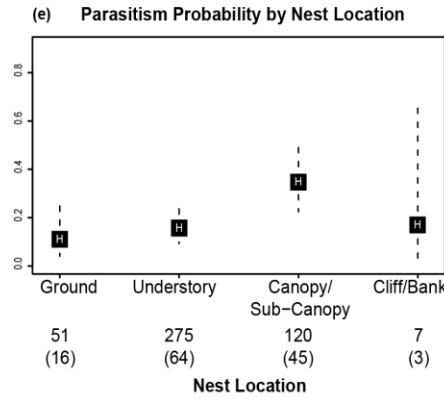 (e) Parasitism Probability by Nest Location
0.8
0.6
0.4
0.2
0.0
H H H H
Ground Understory Canopy/ Cliff/Bank
Sub−Canopy
51 275 120 7
(16) (64) (45) (3)
Nest Location